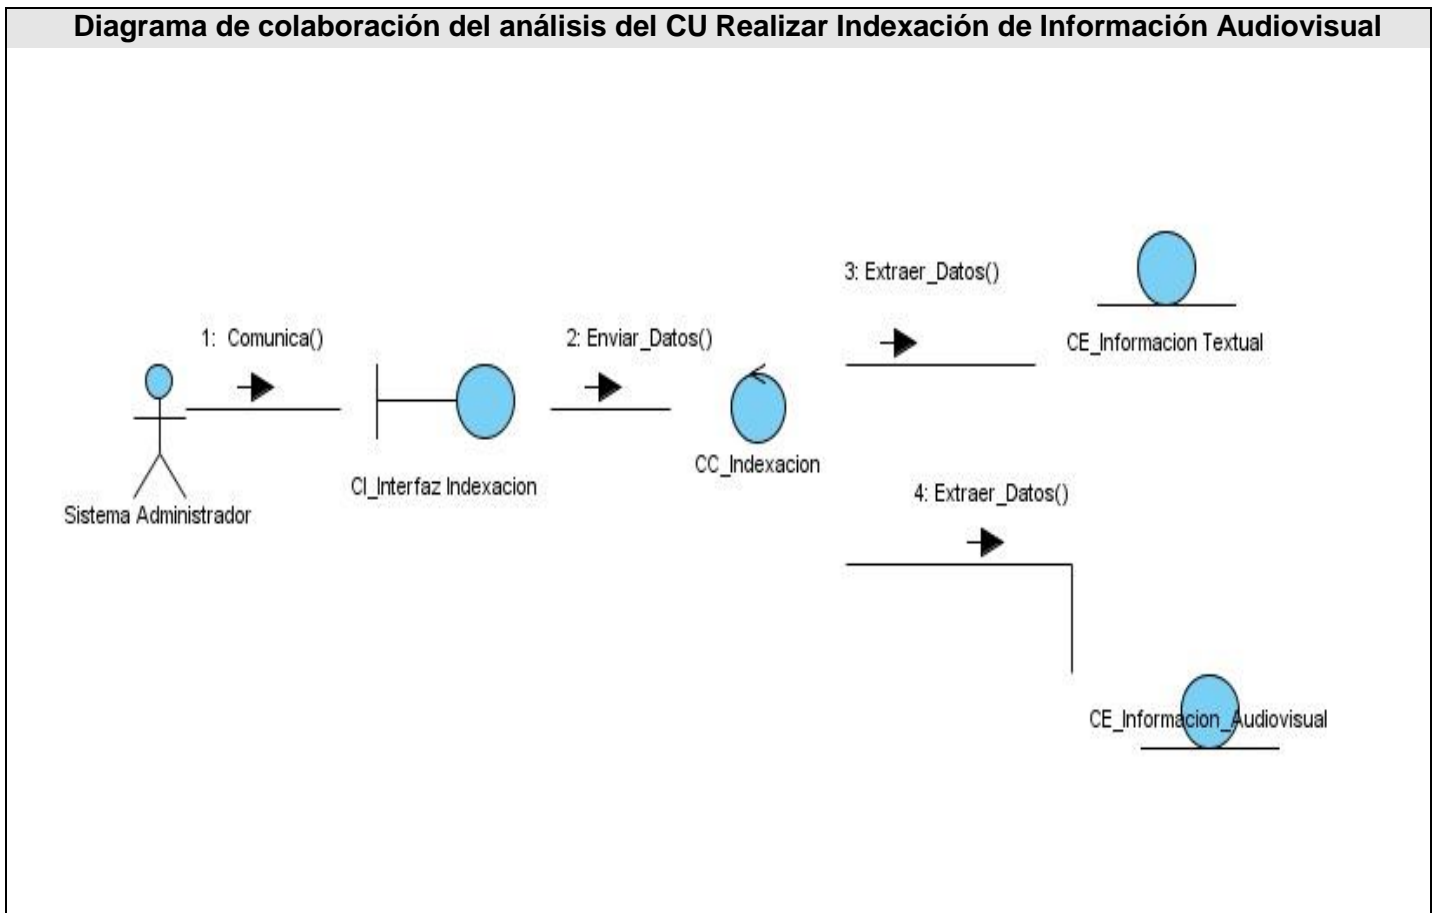 Diagrama de colaboración del análisis del CU Realizar Indexación de Información Audiovisual
3: Extraer_Datos()
1: Comunica()
2: Enviar_Datos()
CE_Informacion Textual
CC_Indexacion
CI_Interfaz Indexacion
4: Extraer_Datos()
Sistema Administrador
CE_Informacion_Audiovisual